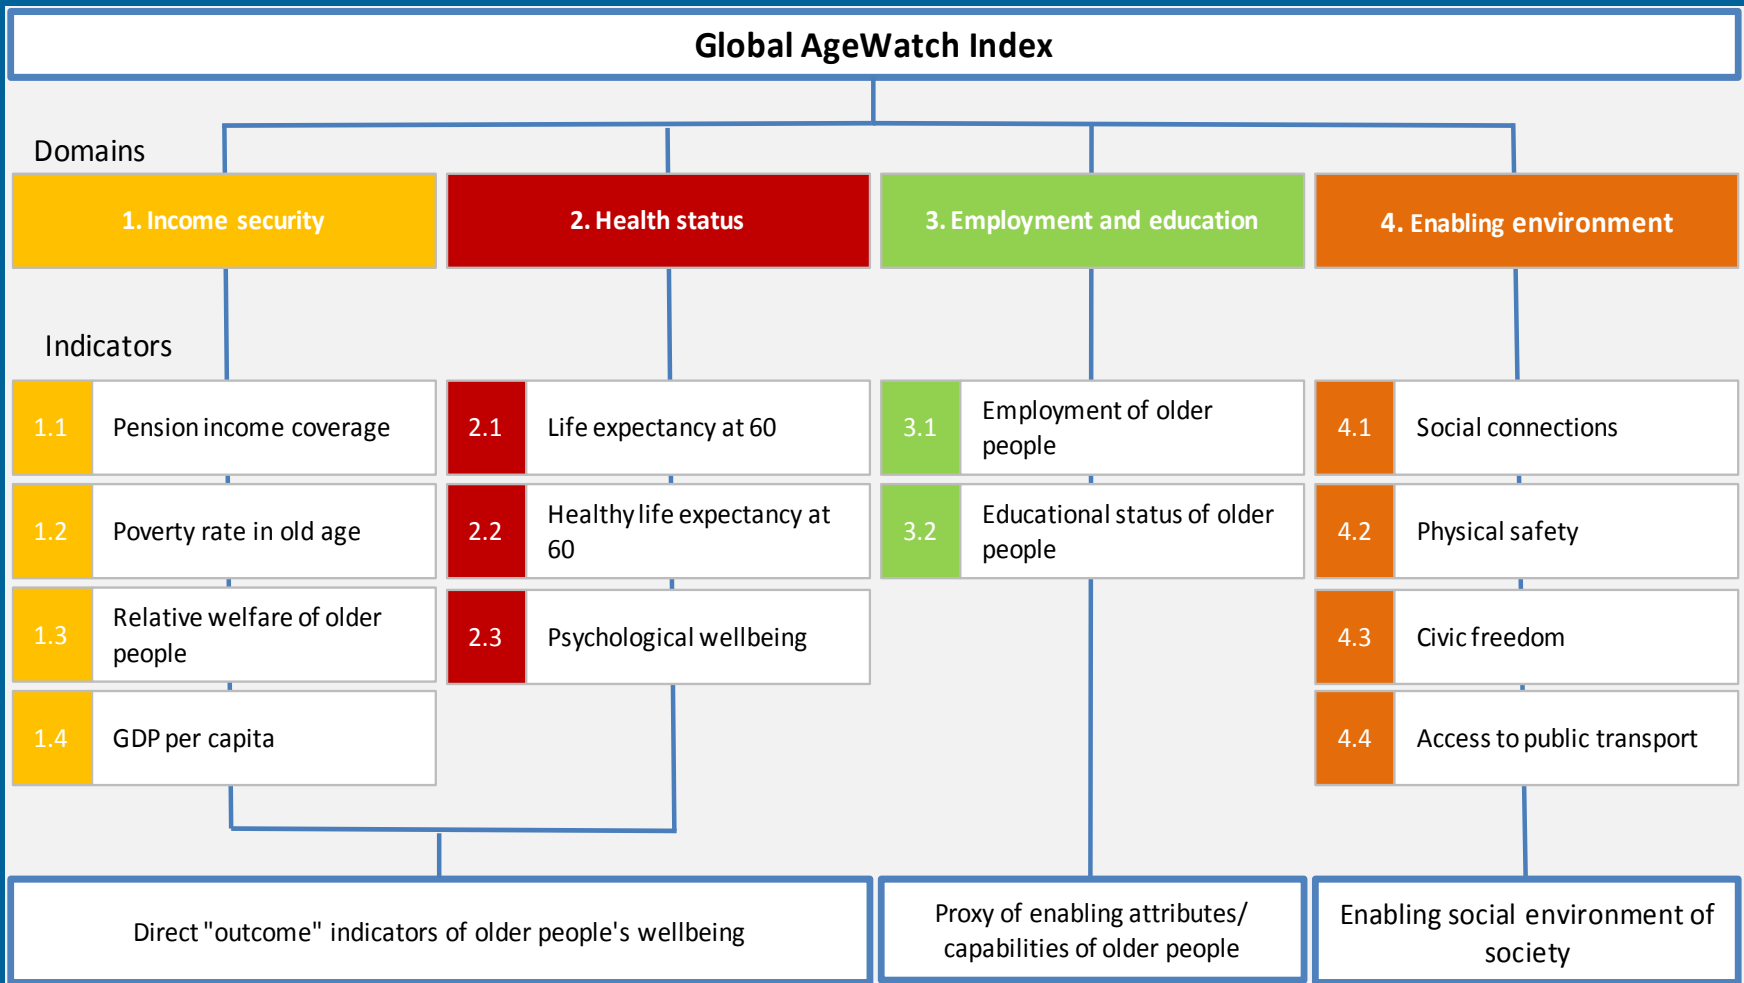 Global AgeWatch Index
Domains
1. Income security
2. Health status
3. Employment and education
4. Enabling environment
Indicators
1.1
Pension income coverage
1.2
Poverty rate in old age
1.3
Relative welfare of older
people
1.4
GDP per capita
2.1
Life expectancy at 60
2.2
Healthy life expectancy at
60
2.3
Psychological wellbeing
3.1
Employment of older
people
3.2
Educational status of older
people
4.1
Social connections
4.2
Physical safety
4.3
Civic freedom
4.4
Access to public transport
Direct "outcome" indicators of older people's wellbeing
Proxy of enabling attributes/
capabilities of older people
Enabling social environment of
society